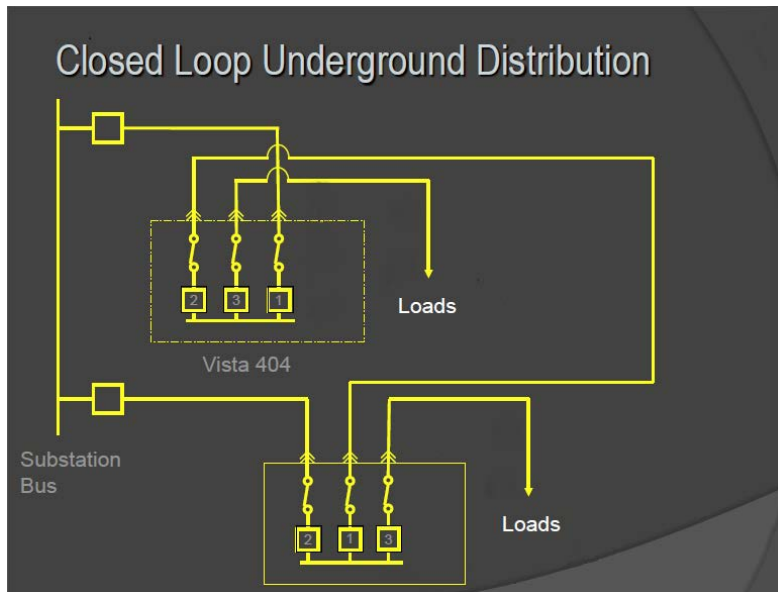 Closed Loop Underground Distribution
2
3
1
Loads
Vista 404
Substation
Bus
2
1
3
Loads